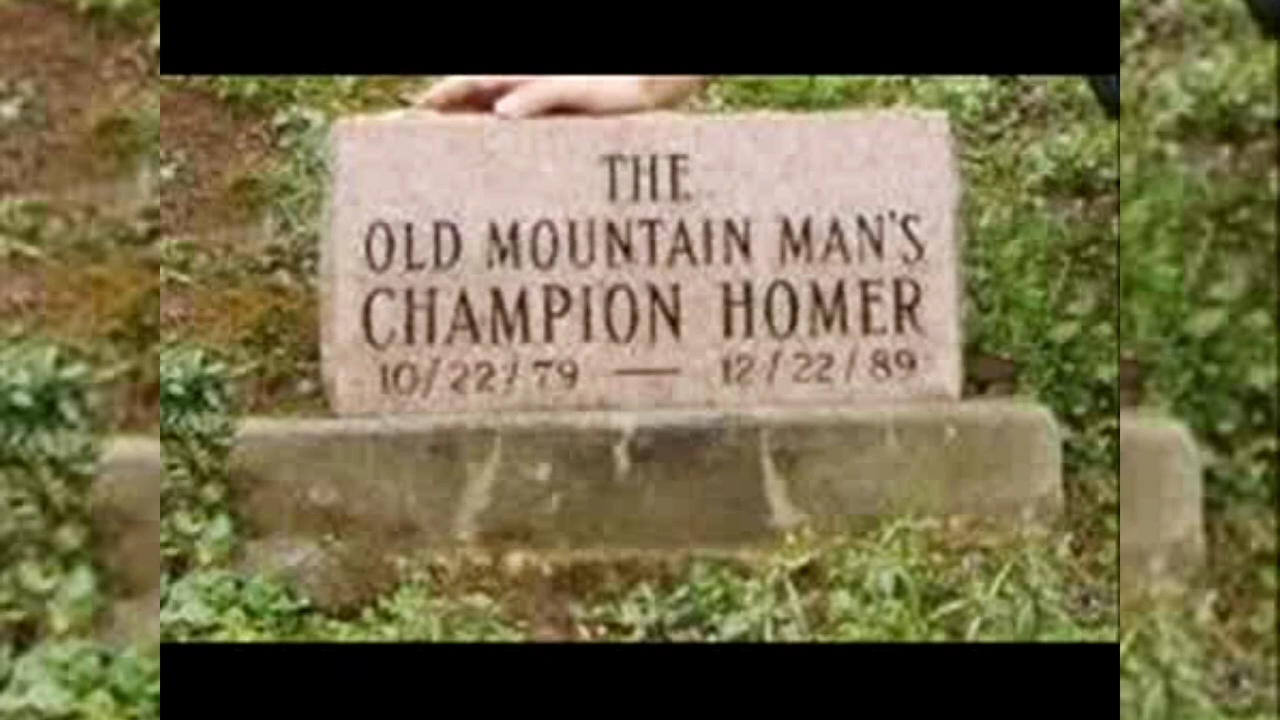 THE
OLD MOUNTAIN MAN'S
CHAMPION HOMER
10/22/79 — 12/22/89